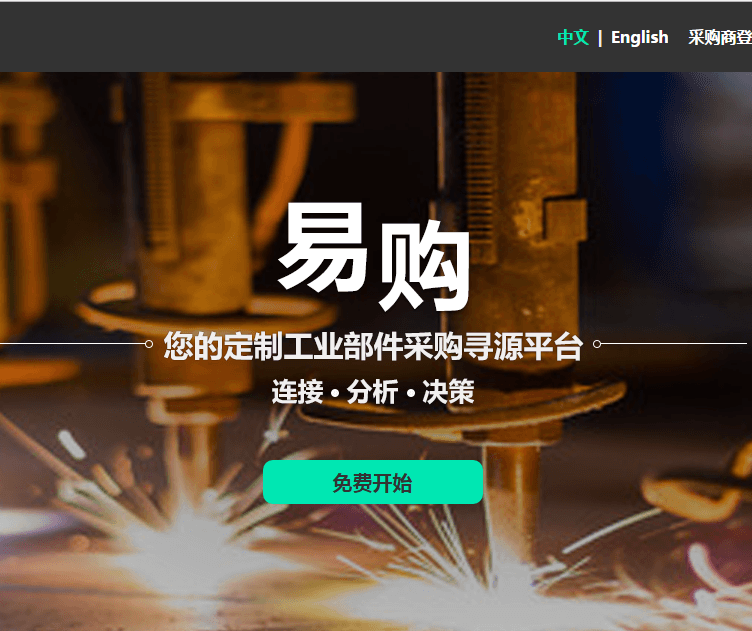 中文 | English 采购商登
易购
您的定制工业部件采购寻源平台
连接 • 分析 • 决策
免费开始